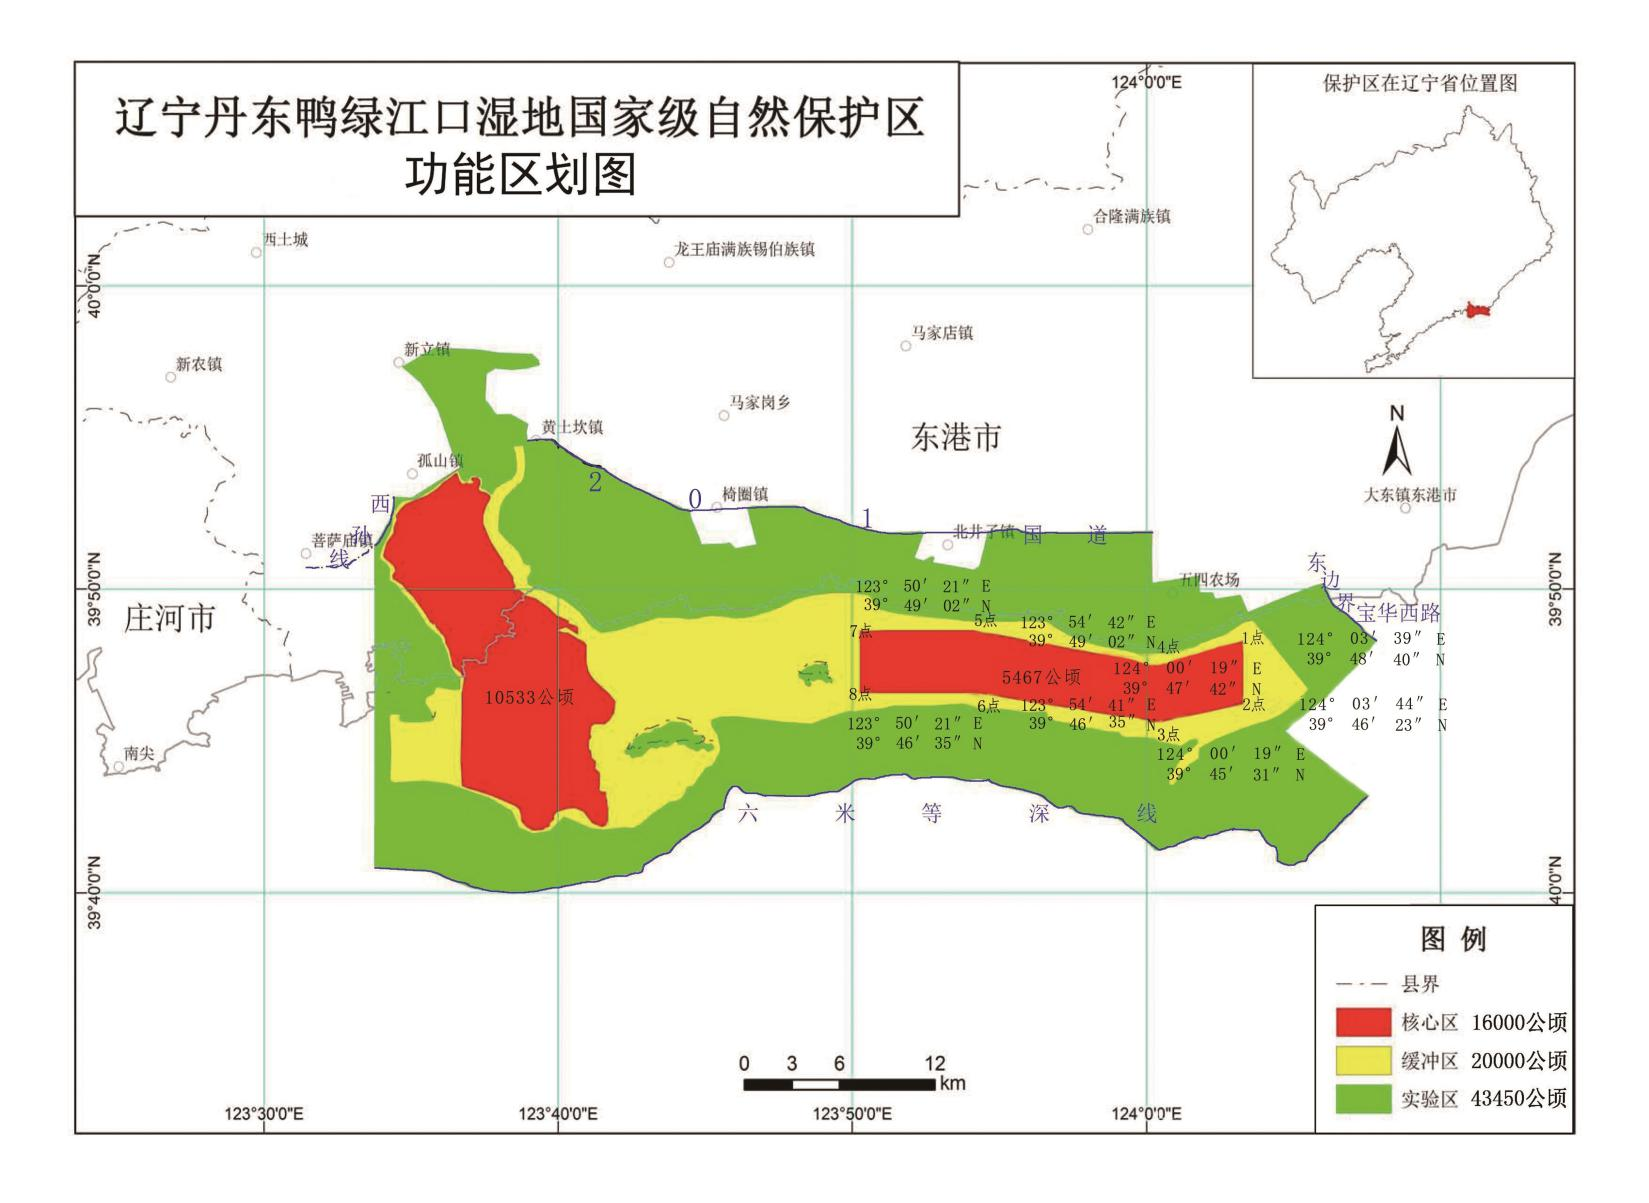 辽宁丹东鸭绿江口湿地国家级自然保护区
功能区划图
124°0'0"E
保护区在辽宁省位置图
合隆满族镇
西土城
龙王庙满族锡伯族镇
40°0'0"N
马家店镇
新立镇
新农镇
马家岗乡
黄土坎镇
东港市
N
孤山镇
2
0
1
国 道
椅圈镇
大东镇东港市
西
孙
线
菩萨庙镇
北井子镇
39°50'0"N
五四农场
东
边
界
宝华西路
39°50'0"N
庄河市
123° 50′ 21″ E
39° 49′ 02″ N
5点
123° 54′ 42″ E
39° 49′ 02″ N
4点
7点
1点
124° 03′ 39″ E
39° 48′ 40″ N
5467公顷
124° 00′ 19″ E
39° 47′ 42″ N
10533公顷
8点
6点
123° 54′ 41″ E
39° 46′ 35″ N
2点
124° 03′ 44″ E
39° 46′ 23″ N
123° 50′ 21″ E
39° 46′ 35″ N
3点
124° 00′ 19″ E
39° 45′ 31″ N
南尖
六 米 等 深 线
39°40'0"N
40'0"N
图 例
县界
核心区 16000公顷
缓冲区 20000公顷
实验区 43450公顷
0 3 6 12
km
123°30'0"E
123°40'0"E
123°50'0"E
124°0'0"E